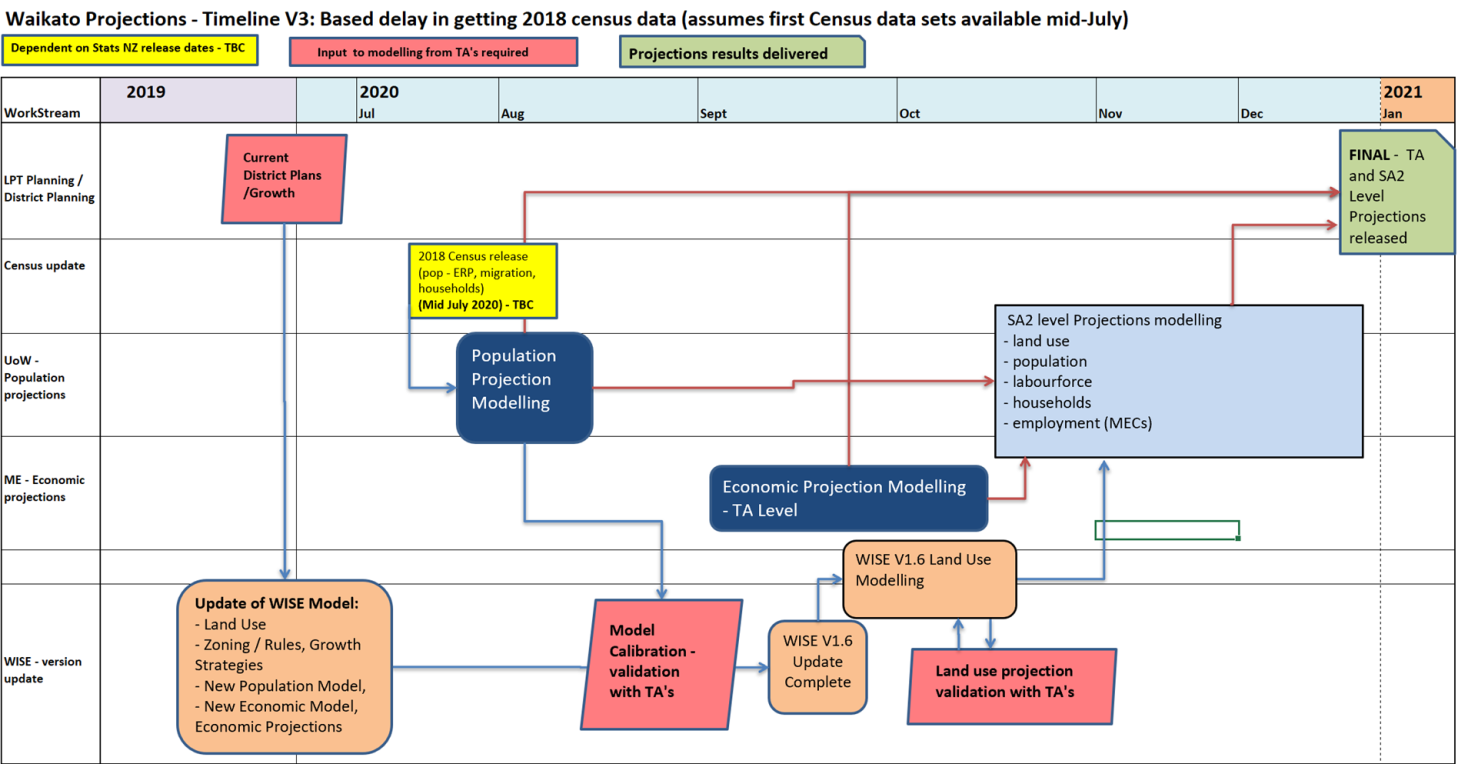 Waikato Projections - Timeline V3: Based delay in getting 2018 census data (assumes first Census data sets available mid-July)
Dependent on Stats NZ release dates - TBC
Input to modelling from TA's required
Projections results delivered
2019
2020
2021
WorkStream
Jul
Aug
Sept
Oct
Nov
Dec
Jan
LPT Planning /
District Planning
Current
District Plans
/Growth
FINAL - TA
and SA2
Level
Projections
released
Census update
2018 Census release
(pop - ERP, migration,
households)
(Mid July 2020) - TBC
UoW -
Population
projections
Population
Projection
Modelling
SA2 level Projections modelling
- land use
- population
- labourforce
- households
- employment (MECs)
ME - Economic
projections
Economic Projection Modelling
- TA Level
WISE V1.6 Land Use
Modelling
WISE - version
update
Update of WISE Model:
- Land Use
- Zoning / Rules, Growth
Strategies
- New Population Model,
- New Economic Model,
Economic Projections
Model
Calibration -
validation
with TA's
WISE V1.6
Update
Complete
Land use projection
validation with TA's